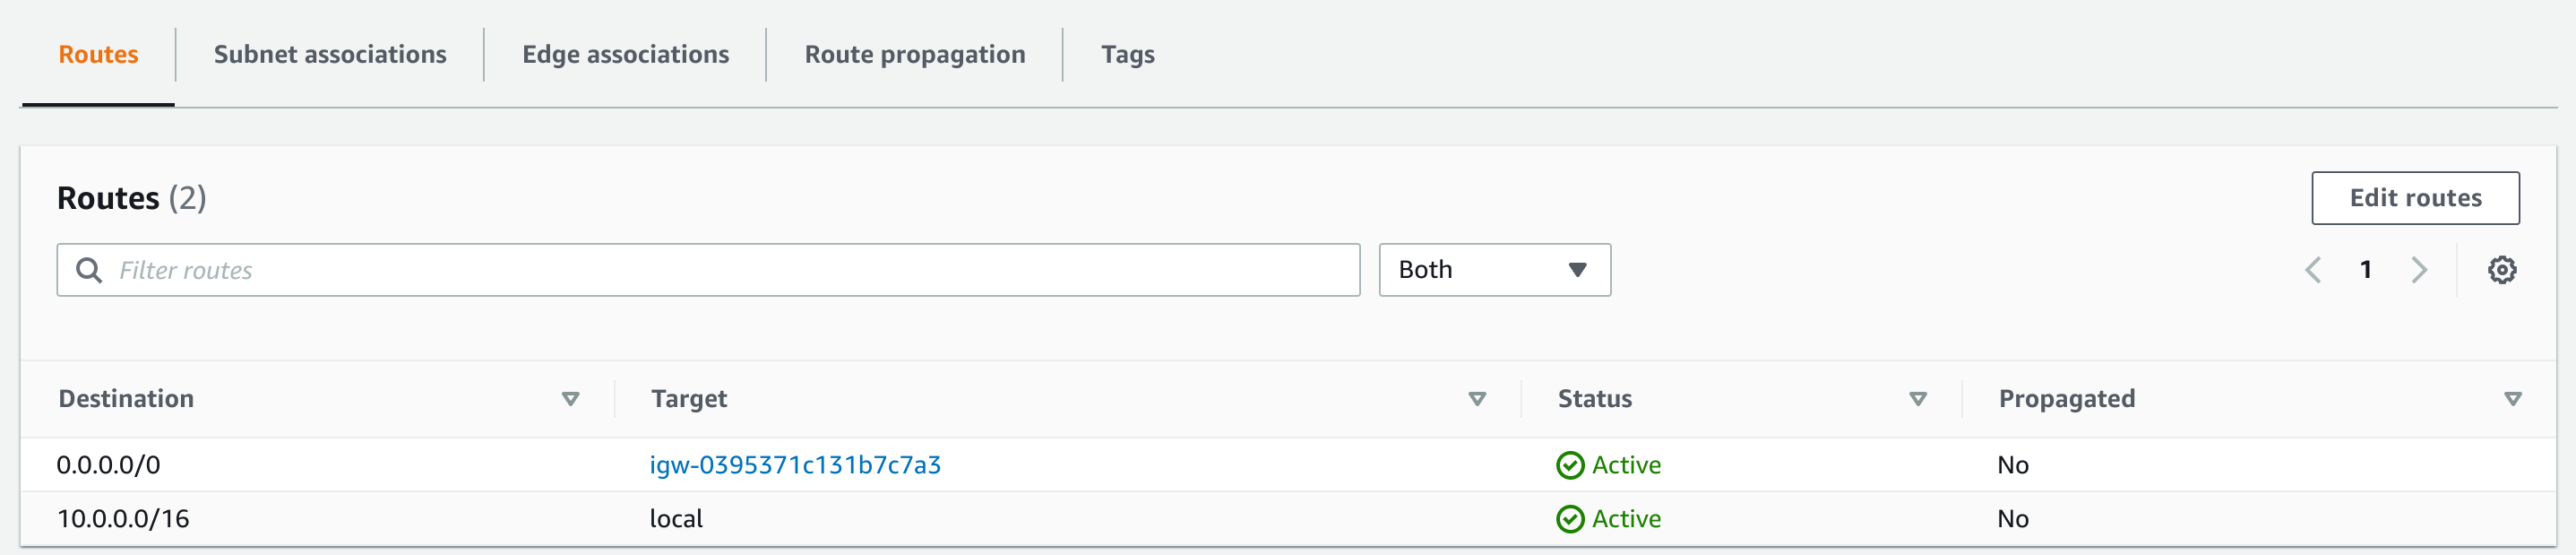 Routes Subnet associations Edge associations Route propagation Tags
Routes (2) Edit routes
Filter routes Both 1
Destination Target Status Propagated
0.0.0.0/0 igw-0395371c131b7c7a3 Active No
10.0.0.0/16 local Active No